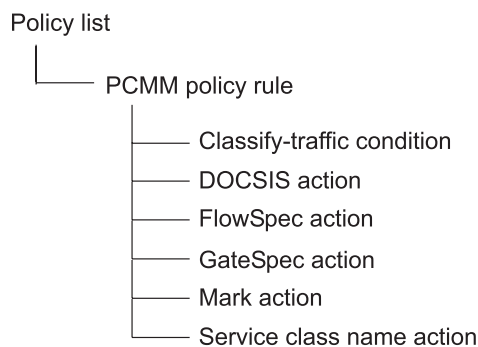 Policy list
PCMM policy rule
Classify-traffic condition
DOCSIS action
FlowSpec action
GateSpec action
Mark action
Service class name action